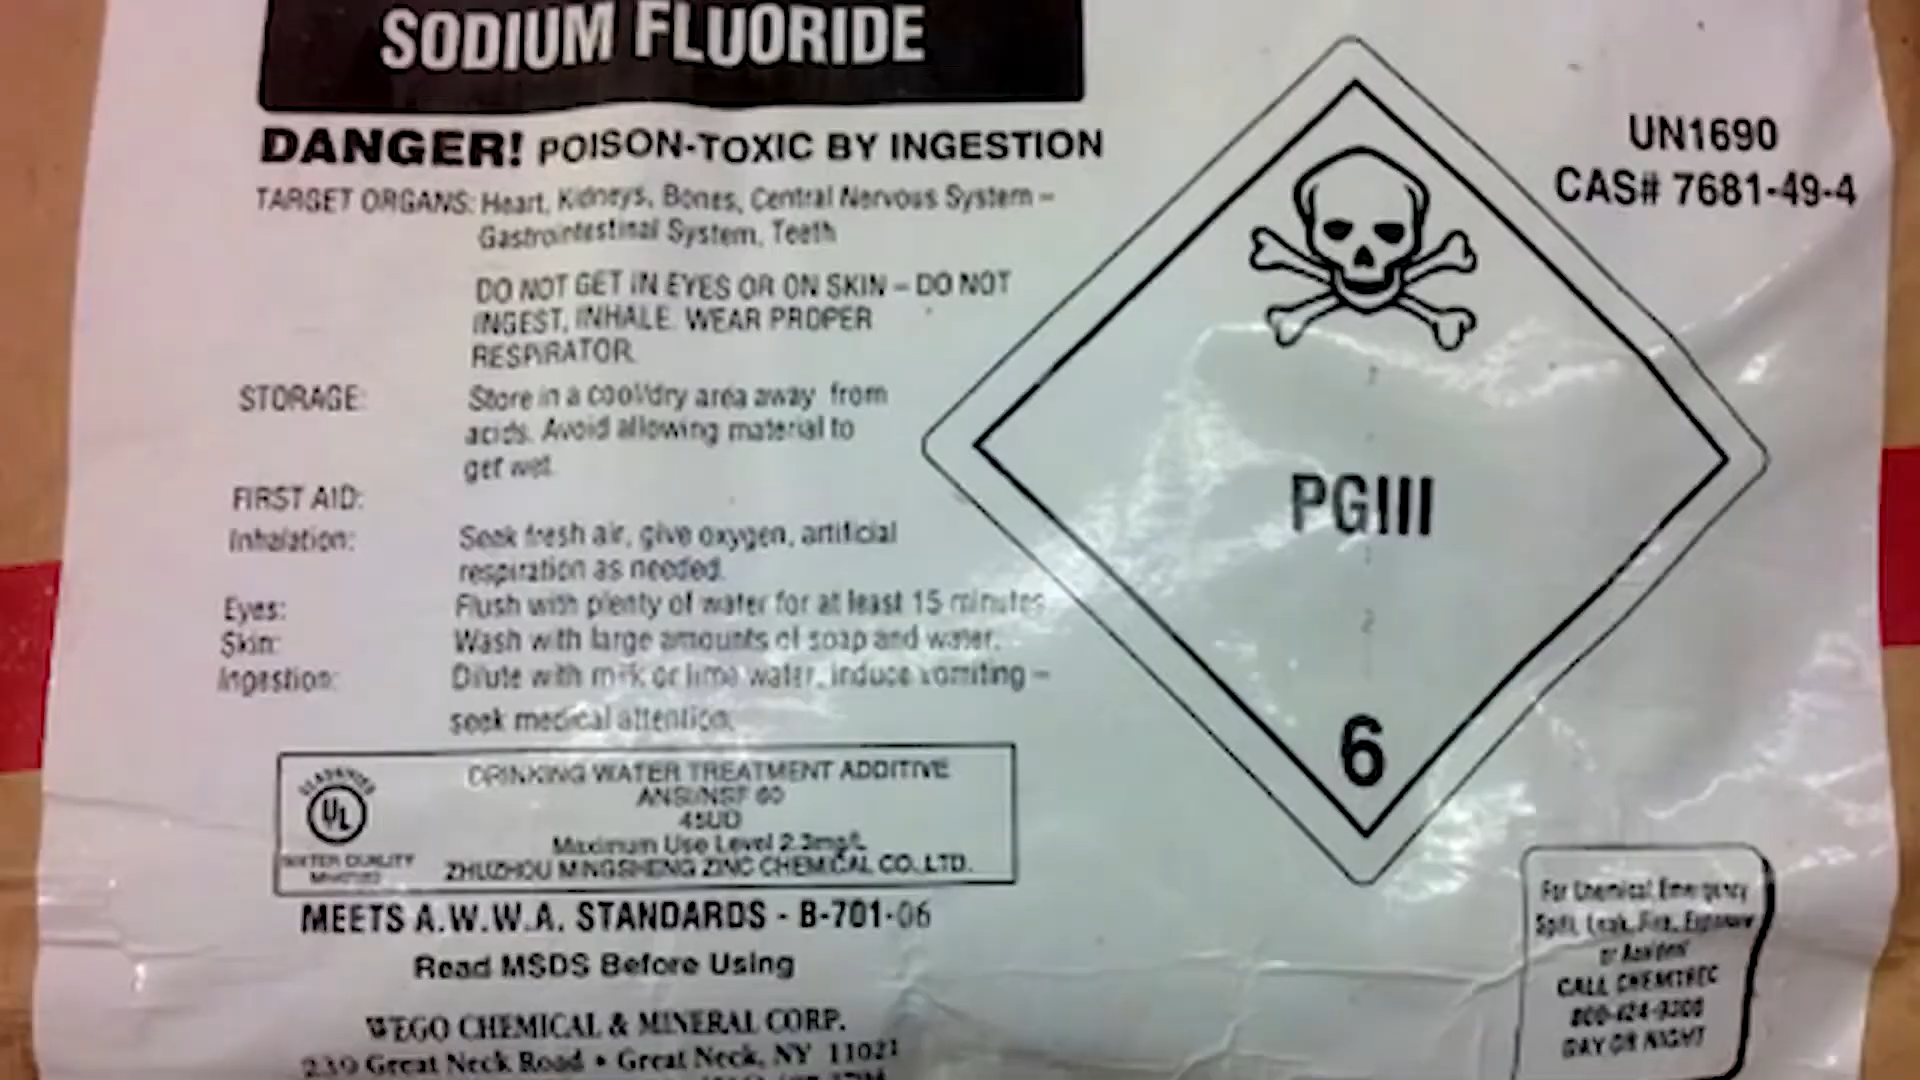 SODIUM FLUORIDE
DANGER! POISON-TOXIC BY INGESTION
TARGET ORGANS: Heart, Kidneys, Bones, Central Nervous System –
Gastrointestinal System, Teeth
DO NOT GET IN EYES OR ON SKIN – DO NOT
INGEST, INHALE. WEAR PROPER
RESPIRATOR.
STORAGE: Store in a cool/dry area away from
acids. Avoid allowing material to
get wet.
FIRST AID:
Inhalation: Seek fresh air, give oxygen, artificial
respiration as needed.
Eyes: Flush with plenty of water for at least 15 minutes
Skin: Wash with large amounts of soap and water.
Ingestion: Dilute with milk or lime water, induce vomiting –
seek medical attention.
UL
DRINKING WATER TREATMENT ADDITIVE
ANSI/NSF 60
45UD
Maximum Use Level 2.3mg/L
WATER QUALITY
ZHUZHOU MINGSHENG ZINC CHEMICAL CO.,LTD.
MEETS A.W.W.A. STANDARDS - B-701-06
Read MSDS Before Using
WEGO CHEMICAL & MINERAL CORP.
239 Great Neck Road • Great Neck, NY 11021
UN1690
CAS# 7681-49-4
PGIII
6
For Chemical Emergency
Spill, Leak, Fire, Exposure
or Accident
CALL CHEMTREC
800-424-9300
DAY OR NIGHT